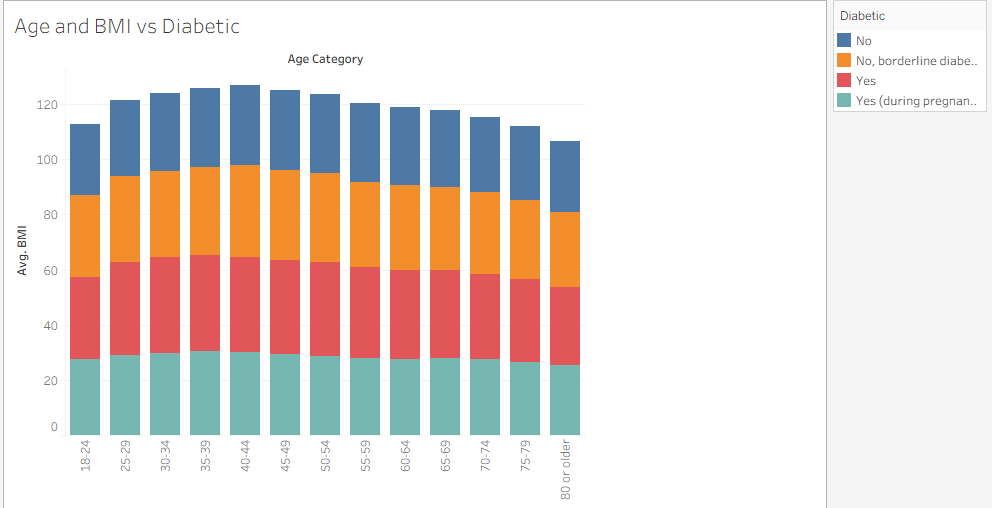 Age and BMI vs Diabetic
Age Category
Avg. BMI
120
100
80
60
40
20
0
18-24
25-29
30-34
35-39
40-44
45-49
50-54
55-59
60-64
65-69
70-74
75-79
80 or older
Diabetic
No
No, borderline diabe..
Yes
Yes (during pregnan..